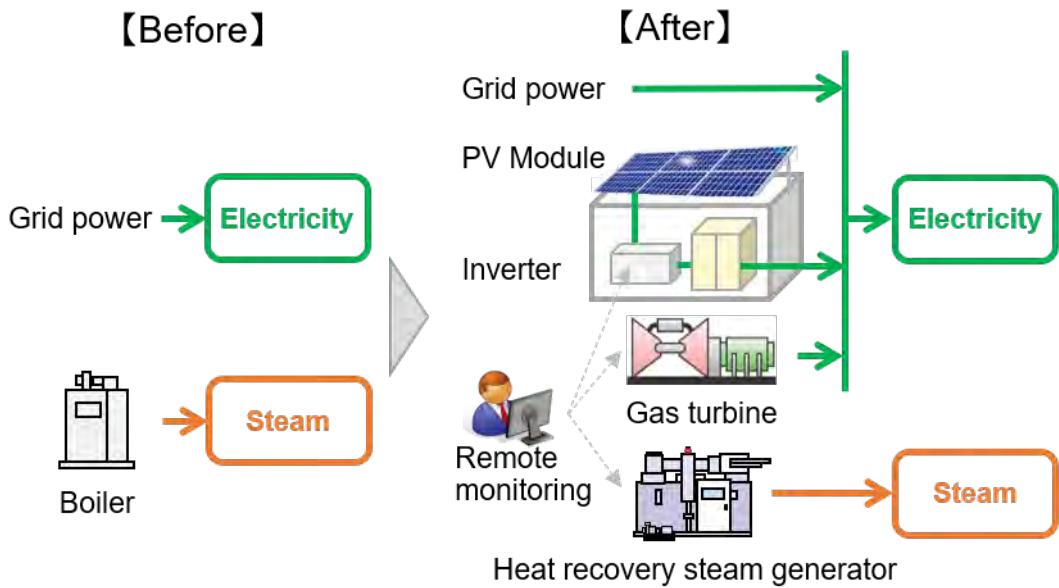 【Before】
Grid power
Electricity
Boiler
Steam
【After】
Grid power
PV Module
Inverter
Electricity
Gas turbine
Remote
monitoring
Steam
Heat recovery steam generator